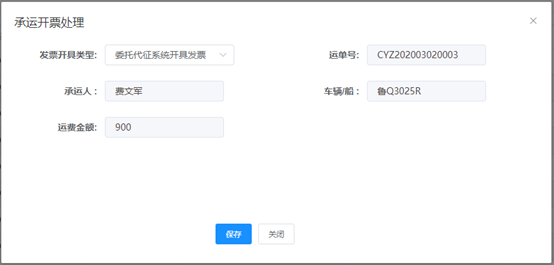 承运开票处理
发票开具类型: 委托代征系统开具发票 运单号: CYZ202003020003
承运人: 费文军 车辆/船: 鲁Q3025R
运费金额: 900
保存 关闭